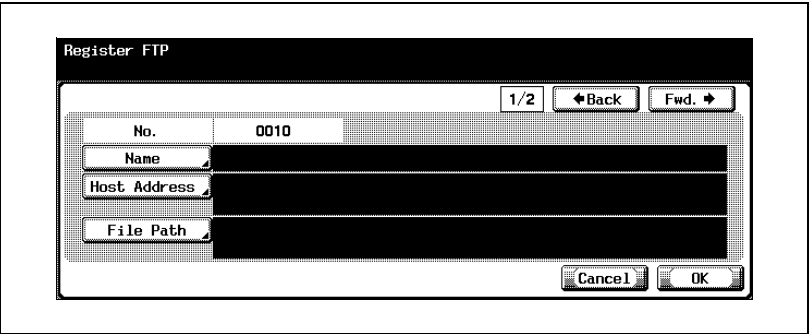 Register FTP
1/2 ←Back Fwd. →
No. 0010
Name
Host Address
File Path
Cancel OK